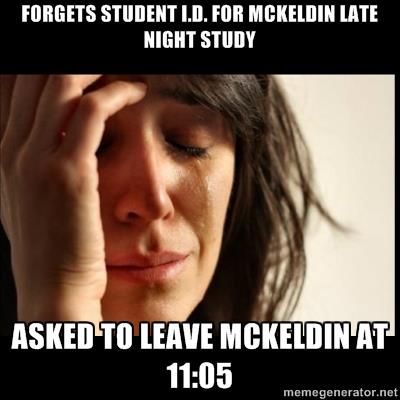 FORGETS STUDENT I.D. FOR MCKELDIN LATE
NIGHT STUDY
ASKED TO LEAVE MCKELDIN AT
11:05
memegenerator.net